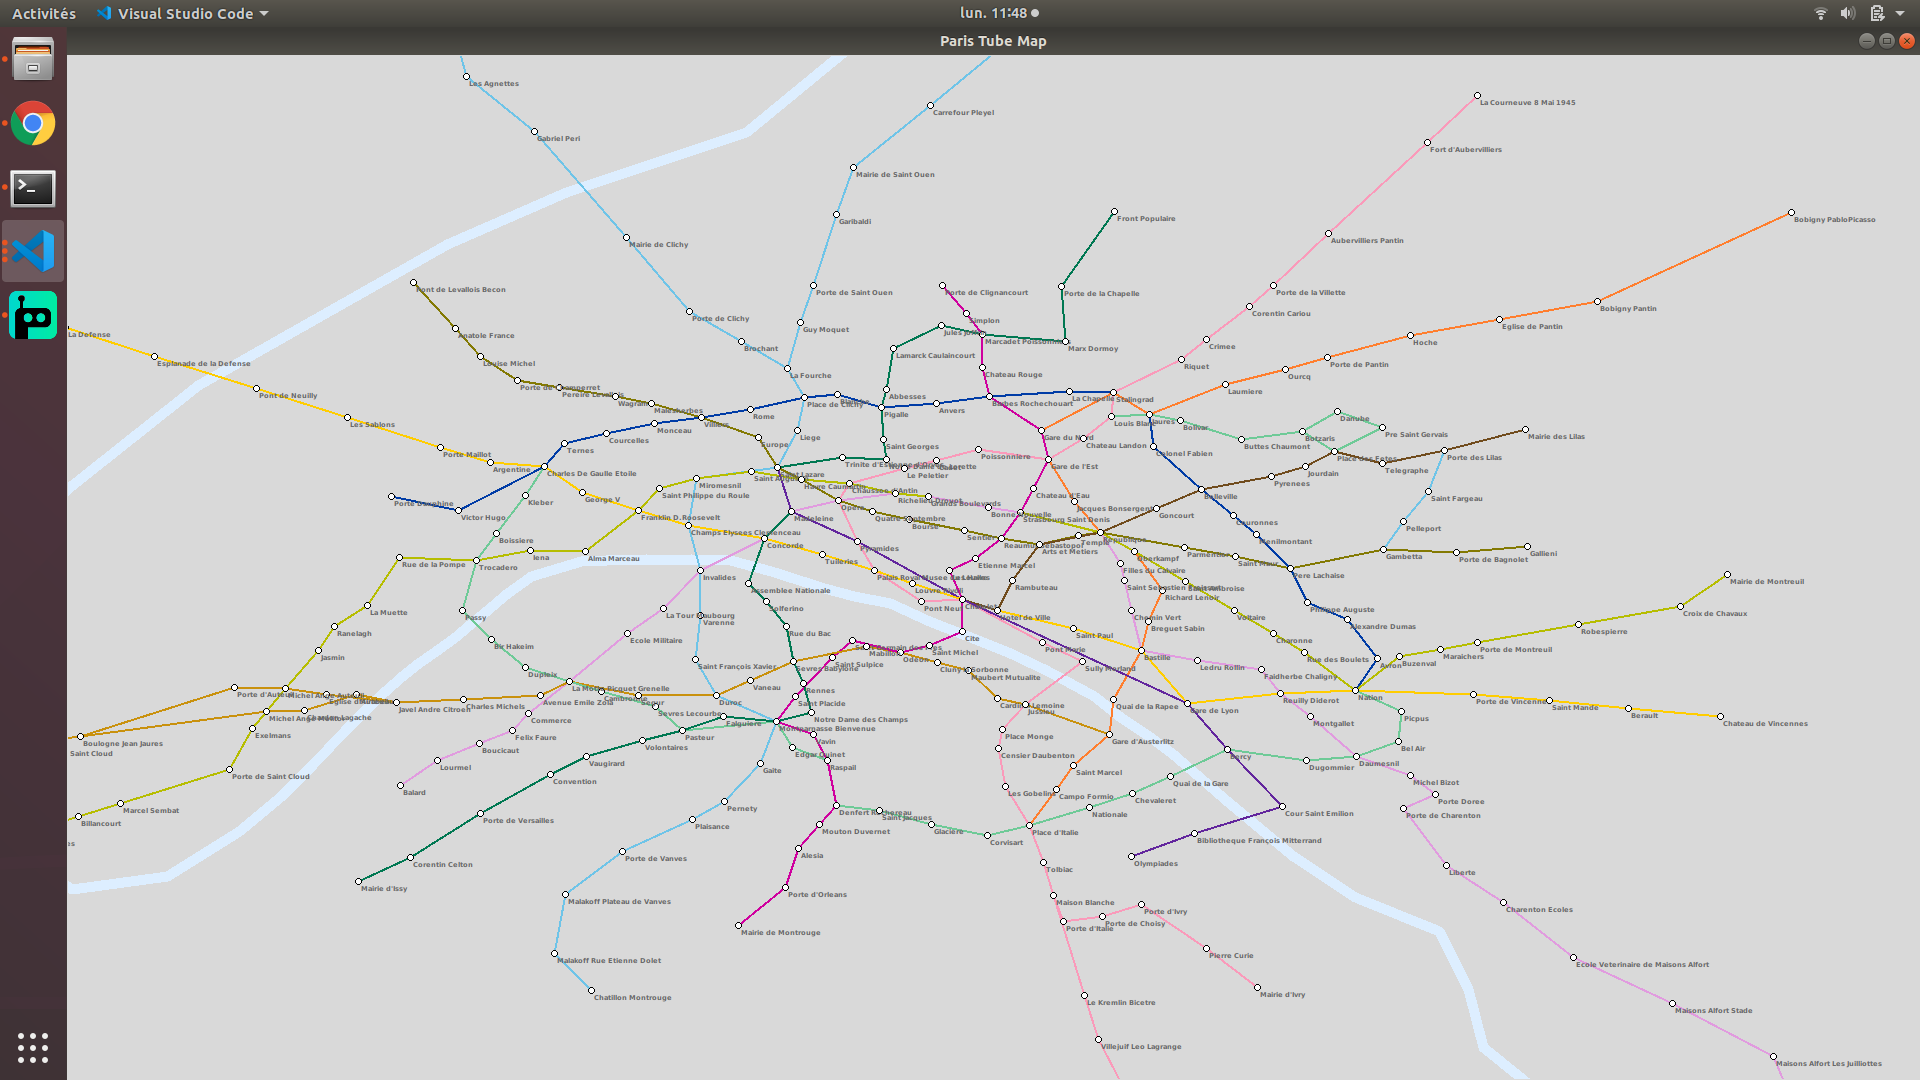 Activités
Visual Studio Code
lun. 11:48
Paris Tube Map
Les Agnettes
La Courneuve 8 Mai 1945
Carrefour Pleyel
Gabriel Peri
Fort d'Aubervilliers
Mairie de Saint Ouen
Front Populaire
Bobigny PabloPicasso
Garibaldi
Mairie de Clichy
Aubervilliers Pantin
Pont de Levallois Becon
Porte de Saint Ouen
Porte de Clignancourt
Porte de la Chapelle
Porte de la Villette
Bobigny Pantin
Corentin Cariou
Porte de Clichy
Simplon
Eglise de Pantin
La Defense
Anatole France
Guy Moquet
Jules Joffrin
Marcadet Poissonniers
Marx Dormoy
Crimee
Hoche
Brochant
Lamarck Caulaincourt
Esplanade de la Defense
Louise Michel
Riquet
Porte de Pantin
La Fourche
Chateau Rouge
Ourcq
Porte de Champerret
Pont de Neuilly
Pereire Levallois
Laumiere
Wagram
Malesherbes
Place de Clichy
Blanche
Abbesses
Pigalle
Anvers
Barbes Rochechouart
La Chapelle
Stalingrad
Les Sablons
Monceau
Villiers
Rome
Louis Blanc
Jaures
Bolivar
Danube
Courcelles
Ternes
Europe
Liege
Saint Georges
Gare du Nord
Chateau Landon
Colonel Fabien
Buttes Chaumont
Botzaris
Pre Saint Gervais
Mairie des Lilas
Porte Maillot
Argentine
Charles De Gaulle Etoile
Saint Lazare
Saint Augustin
Trinite d'Estienne d'Orves
Notre Dame de Lorette
Cadet
Poissonniere
Gare de l'Est
Place des Fetes
Telegraphe
Porte des Lilas
Jourdain
Pyrenees
Porte Dauphine
Victor Hugo
Kleber
George V
Saint Philippe du Roule
Miromesnil
Havre Caumartin
Chaussee d'Antin
Le Peletier
Richelieu Drouot
Grands Boulevards
Bonne Nouvelle
Chateau d'Eau
Strasbourg Saint Denis
Jacques Bonsergent
Goncourt
Belleville
Saint Fargeau
Franklin D.Roosevelt
Madeleine
Opera
Quatre Septembre
Bourse
Sentier
Couronnes
Pelleport
Boissiere
Champs Elysees Clemenceau
Concorde
Pyramides
Reaumur Sebastopol
Arts et Metiers
Temple
Republique
Menilmontant
Iena
Alma Marceau
Rue de la Pompe
Trocadero
Tuileries
Etienne Marcel
Oberkampf
Parmentier
Saint Maur
Pere Lachaise
Gambetta
Porte de Bagnolet
Gallieni
Invalides
Palais Royal Musee du Louvre
Les Halles
Rambuteau
Filles du Calvaire
Saint Sebastien Froissart
Saint Ambroise
Mairie de Montreuil
Assemblee Nationale
Louvre Rivoli
Richard Lenoir
La Muette
Passy
La Tour Maubourg
Varenne
Solferino
Pont Neuf
Chatelet
Hotel de Ville
Chemin Vert
Voltaire
Philippe Auguste
Croix de Chavaux
Ranelagh
Ecole Militaire
Rue du Bac
Cite
Saint Paul
Breguet Sabin
Charonne
Alexandre Dumas
Robespierre
Jasmin
Bir Hakeim
Saint Germain des Pres
Mabillon
Odeon
Saint Michel
Pont Marie
Bastille
Rue des Boulets
Avron
Buzenval
Maraichers
Porte de Montreuil
Dupleix
Saint François Xavier
Sevres Babylone
Saint Sulpice
Cluny la Sorbonne
Maubert Mutualite
Sully Morland
Ledru Rollin
Faidherbe Chaligny
Porte d'Auteuil
Michel Ange Auteuil
Eglise d'Auteuil
Javel Andre Citroen
Charles Michels
Avenue Emile Zola
La Motte Picquet Grenelle
Cambronne
Segur
Duroc
Vaneau
Rennes
Saint Placide
Cardinal Lemoine
Jussieu
Quai de la Rapee
Gare de Lyon
Reuilly Diderot
Nation
Porte de Vincennes
Saint Mande
Berault
Chateau de Vincennes
Michel Ange Molitor
Chardon Lagache
Commerce
Sevres Lecourbe
Falguiere
Notre Dame des Champs
Montparnasse Bienvenue
Montgallet
Picpus
Exelmans
Felix Faure
Pasteur
Vavin
Place Monge
Gare d'Austerlitz
Boulogne Jean Jaures
Saint Cloud
Boucicaut
Volontaires
Edgar Quinet
Censier Daubenton
Bercy
Bel Air
Porte de Saint Cloud
Lourmel
Vaugirard
Gaite
Raspail
Saint Marcel
Dugommier
Daumesnil
Balard
Convention
Quai de la Gare
Michel Bizot
Les Gobelins
Campo Formio
Chevaleret
Porte Doree
Marcel Sembat
Pernety
Denfert Rochereau
Saint Jacques
Nationale
Cour Saint Emilion
Porte de Charenton
Billancourt
Porte de Versailles
Plaisance
Mouton Duvernet
Glaciere
Corvisart
Place d'Italie
Bibliotheque François Mitterrand
Porte de Vanves
Alesia
Olympiades
Corentin Celton
Tolbiac
Liberte
Mairie d'Issy
Porte d'Orleans
Malakoff Plateau de Vanves
Maison Blanche
Porte d'Ivry
Charenton Ecoles
Mairie de Montrouge
Porte d'Italie
Porte de Choisy
Malakoff Rue Etienne Dolet
Pierre Curie
Ecole Veterinaire de Maisons Alfort
Chatillon Montrouge
Le Kremlin Bicetre
Mairie d'Ivry
Maisons Alfort Stade
Villejuif Leo Lagrange
Maisons Alfort Les Juilliottes